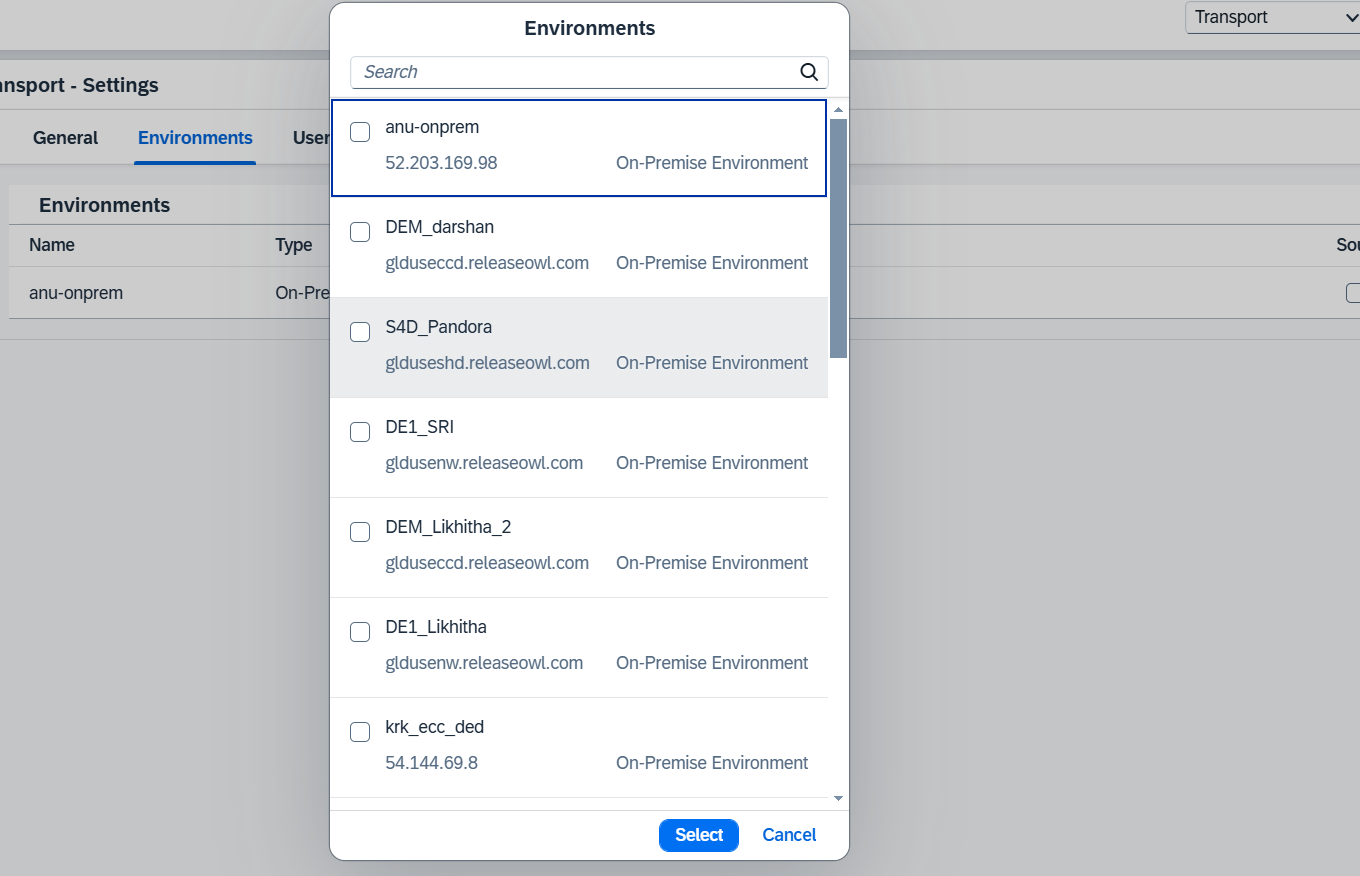 Environments
Transport
Search
nsport - Settings
General
Environments
User
Environments
Name
Type
Sou
anu-onprem
On-Pre
anu-onprem
52.203.169.98
On-Premise Environment
DEM_darshan
glduseccd.releaseowl.com
On-Premise Environment
S4D_Pandora
glduseshd.releaseowl.com
On-Premise Environment
DE1_SRI
gldusenw.releaseowl.com
On-Premise Environment
DEM_Likhitha_2
glduseccd.releaseowl.com
On-Premise Environment
DE1_Likhitha
gldusenw.releaseowl.com
On-Premise Environment
krk_ecc_ded
54.144.69.8
On-Premise Environment
Select
Cancel